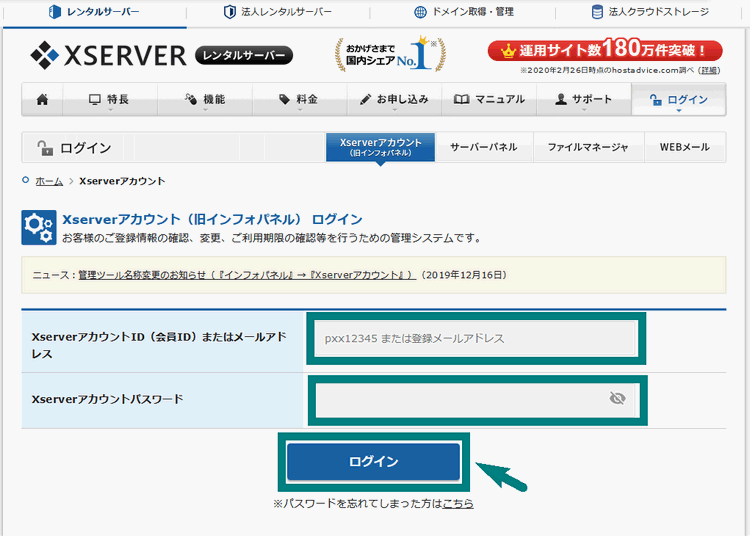 レンタルサーバー
法人レンタルサーバー
ドメイン取得・管理
法人クラウドストレージ
XSERVER レンタルサーバー
おかげさまで
国内シェアNo.1※
運用サイト数180万件突破！
※2020年2月26日時点のhostadvice.com調べ (詳細)
特長
機能
料金
お申し込み
マニュアル
サポート
ログイン
ログイン
Xserverアカウント
(旧インフォパネル)
サーバーパネル
ファイルマネージャ
WEBメール
ホーム > Xserverアカウント
Xserverアカウント（旧インフォパネル） ログイン
お客様のご登録情報の確認、変更、ご利用期限の確認等を行うための管理システムです。
ニュース：管理ツール名称変更のお知らせ（『インフォパネル』→『Xserverアカウント』）（2019年12月16日）
XserverアカウントID（会員ID）またはメールアド
レス
pxx12345 または登録メールアドレス
Xserverアカウントパスワード
ログイン
※パスワードを忘れてしまった方はこちら